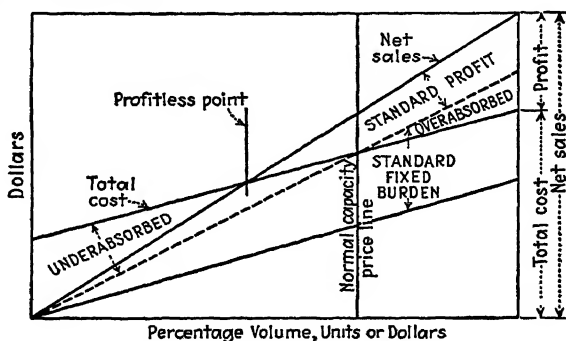 Net
sales
Profitless point
STANDARD PROFIT
OVERABSORBED
Total
cost
STANDARD
FIXED
BURDEN
UNDERABSORBED
Normal capacity
price line
Dollars
Profit
Total cost
Net sales
Percentage Volume, Units or Dollars